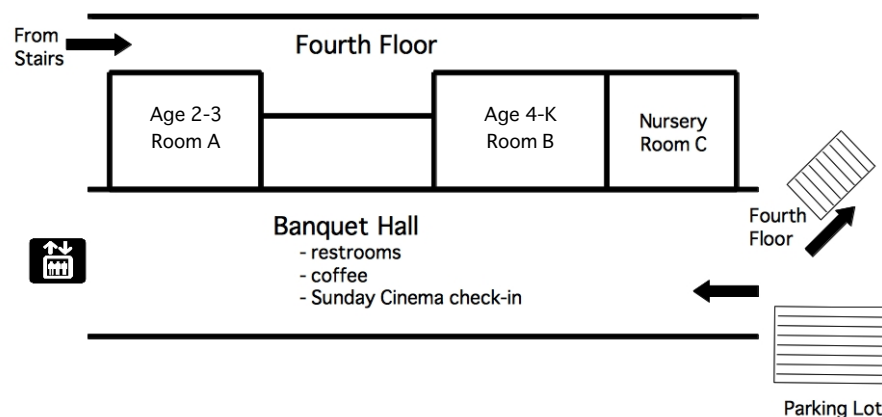 From
Stairs
Fourth Floor
Age 2-3
Room A
Age 4-K
Room B
Nursery
Room C
Fourth
Floor
Banquet Hall
- restrooms
- coffee
- Sunday Cinema check-in
Parking Lot